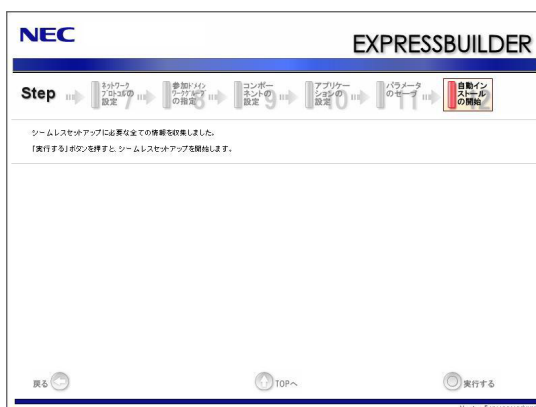 NEC
EXPRESSBUILDER
Step
ネットワーク
プロトコルの
設定
7
参加ドメイン
ワークグループ
の指定
8
コンポー
ネントの
設定
9
アプリケー
ションの
設定
10
パラメータ
のセーブ
11
自動イン
ストール
の開始
12
シームレスセットアップに必要な全ての情報を収集しました。
「実行する」ボタンを押すと、シームレスセットアップを開始します。
戻る
TOPへ
実行する